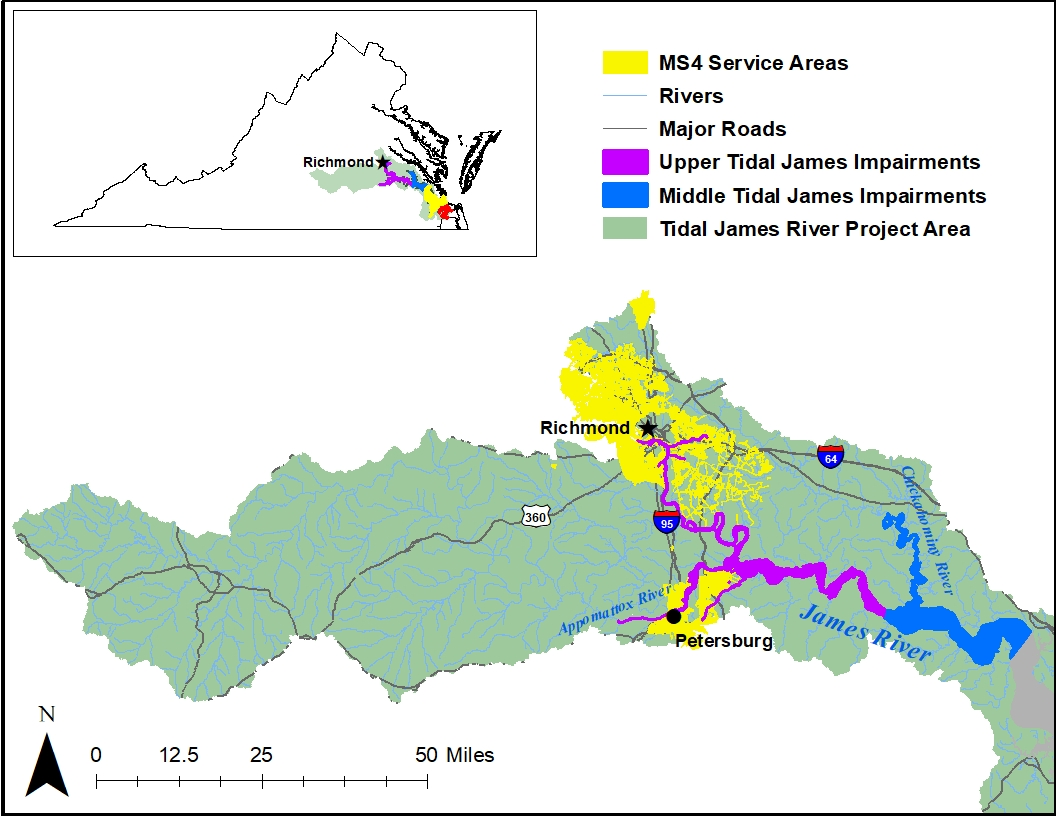 Richmond
MS4 Service Areas
Rivers
Major Roads
Upper Tidal James Impairments
Middle Tidal James Impairments
Tidal James River Project Area
Richmond
64
Chickahominy River
360
95
Appomattox River
James River
Petersburg
N
0 12.5 25 50 Miles